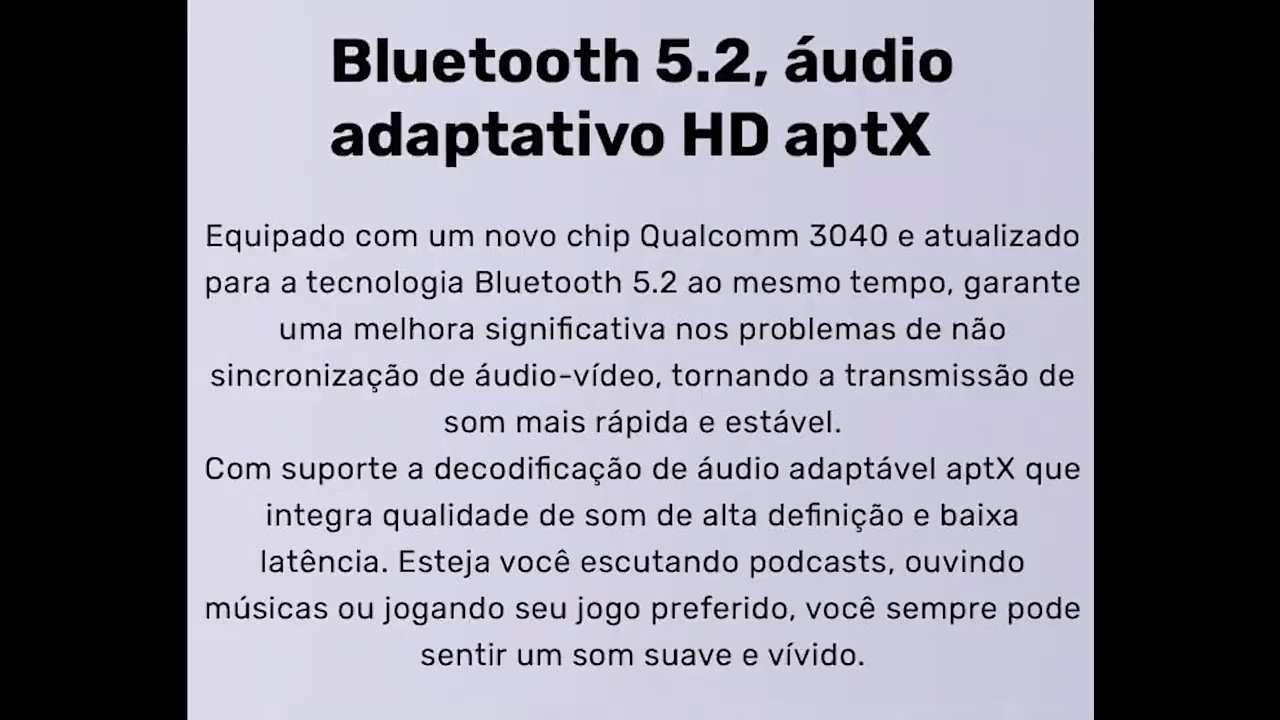 Bluetooth 5.2, áudio
adaptativo HD aptX
Equipado com um novo chip Qualcomm 3040 e atualizado
para a tecnologia Bluetooth 5.2 ao mesmo tempo, garante
uma melhora significativa nos problemas de não
sincronização de áudio-vídeo, tornando a transmissão de
som mais rápida e estável.
Com suporte a decodificação de áudio adaptável aptX que
integra qualidade de som de alta definição e baixa
latência. Esteja você escutando podcasts, ouvindo
músicas ou jogando seu jogo preferido, você sempre pode
sentir um som suave e vívido.